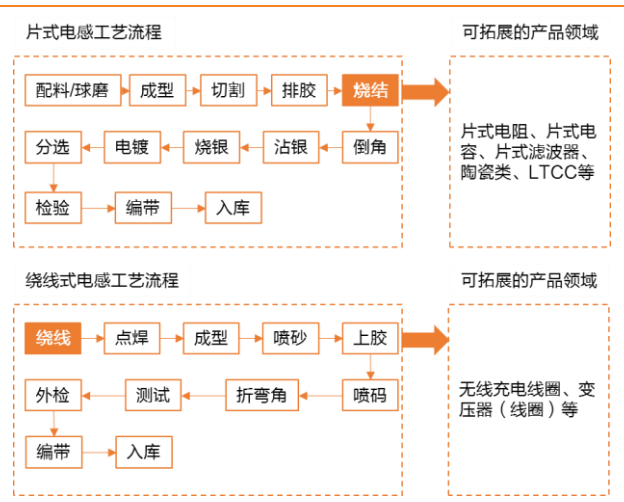 片式电感工艺流程
可拓展的产品领域
配料/球磨
成型
切割
排胶
烧结
倒角
沾银
烧银
电镀
分选
检验
编带
入库
片式电阻、片式电
容、片式滤波器、
陶瓷类、LTCC等
绕线式电感工艺流程
可拓展的产品领域
绕线
点焊
成型
喷砂
上胶
喷码
折弯角
测试
外检
编带
入库
无线充电线圈、变
压器（线圈）等